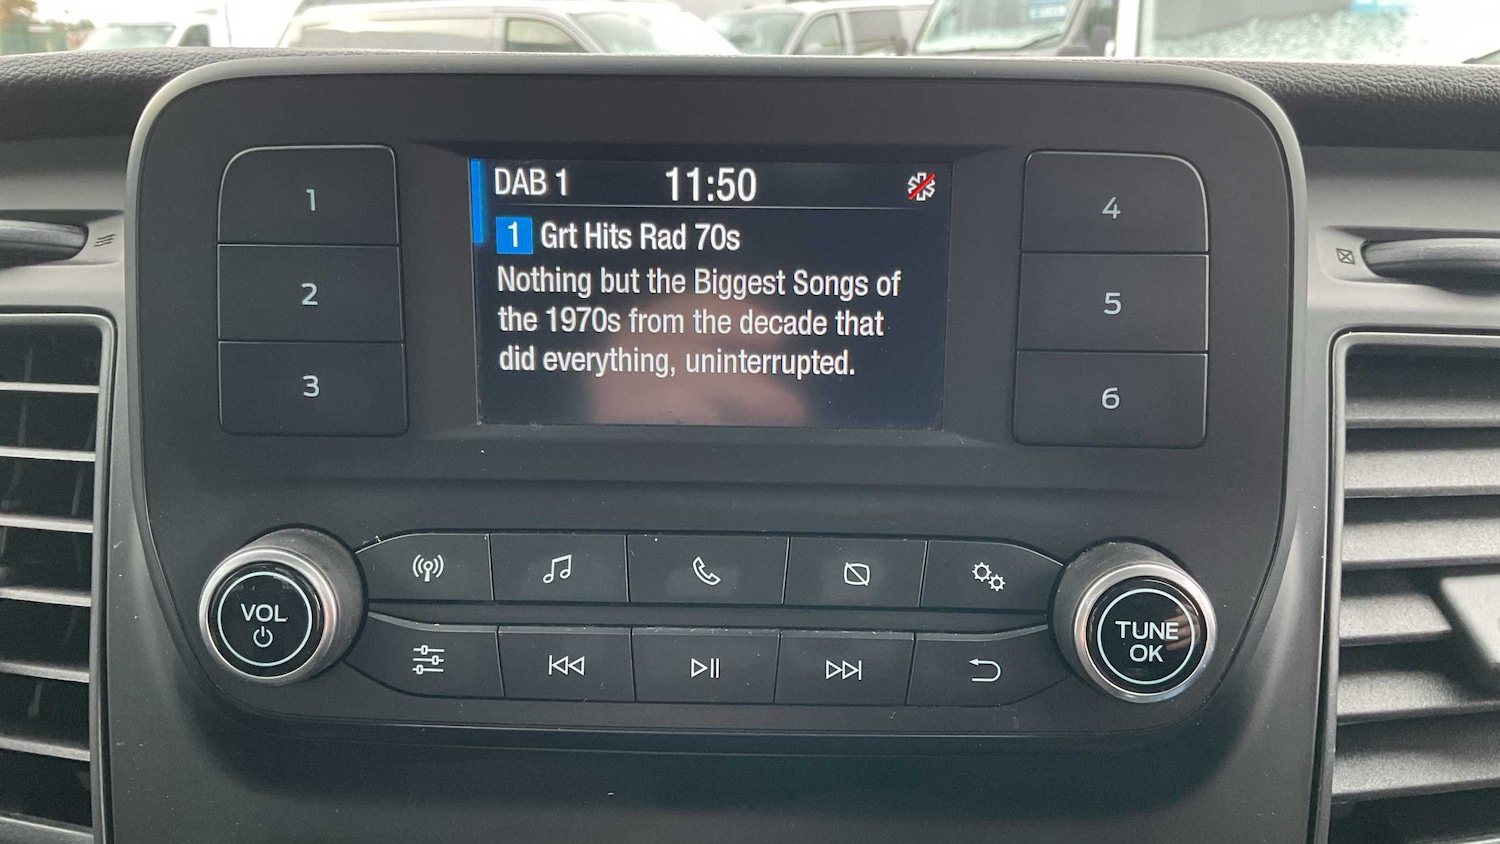 DAB 1 11:50
1 Grt Hits Rad 70s
Nothing but the Biggest Songs of
the 1970s from the decade that
did everything, uninterrupted.
1
2
3
4
5
6
VOL
TUNE
OK